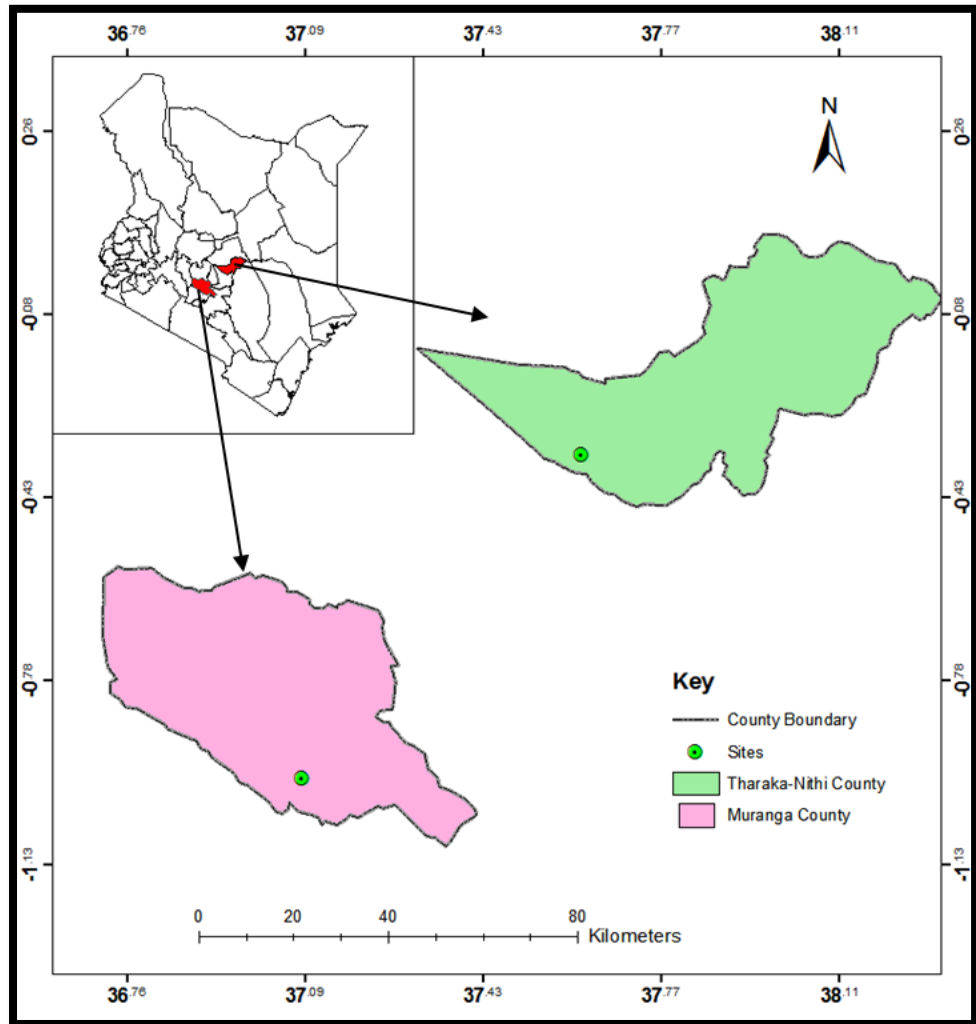 36.76 37.09 37.43 37.77 38.11
N
0.26 0.26
-0.08 -0.08
-0.43 -0.43
-0.78 -0.78
-1.13 -1.13
Key
County Boundary
Sites
Tharaka-Nithi County
Muranga County
0 20 40 80
Kilometers
36.76 37.09 37.43 37.77 38.11